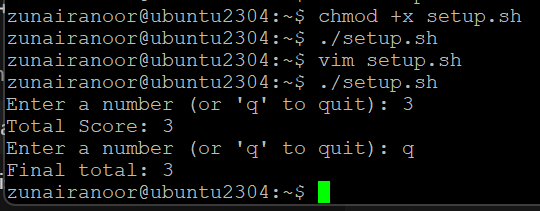 zunairanoor@ubuntu2304:~$ chmod +x setup.sh
zunairanoor@ubuntu2304:~$ ./setup.sh
zunairanoor@ubuntu2304:~$ vim setup.sh
zunairanoor@ubuntu2304:~$ ./setup.sh
Enter a number (or 'q' to quit): 3
Total Score: 3
Enter a number (or 'q' to quit): q
Final total: 3
zunairanoor@ubuntu2304:~$